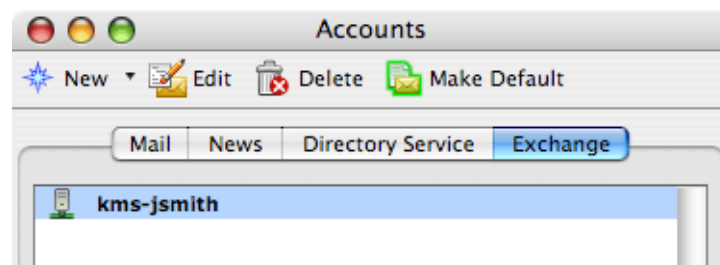 Accounts
New Edit Delete Make Default
Mail News Directory Service Exchange
kms-jsmith